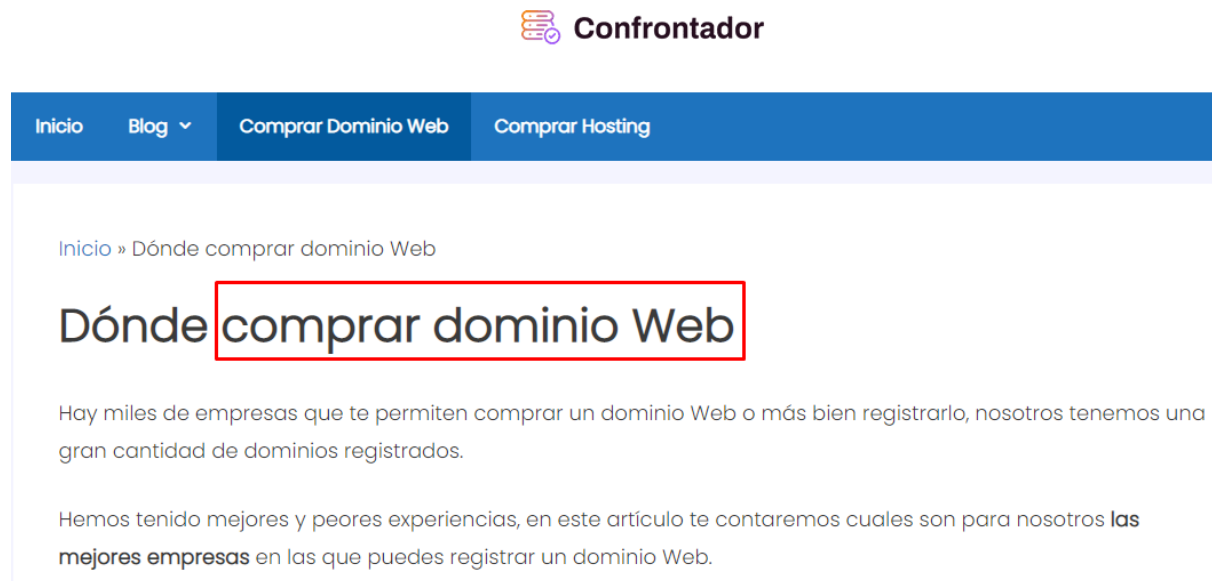 Confrontador
Inicio Blog Comprar Dominio Web Comprar Hosting
Inicio » Dónde comprar dominio Web
Dónde comprar dominio Web
Hay miles de empresas que te permiten comprar un dominio Web o más bien registrarlo, nosotros tenemos una
gran cantidad de dominios registrados.
Hemos tenido mejores y peores experiencias, en este artículo te contaremos cuales son para nosotros las
mejores empresas en las que puedes registrar un dominio Web.